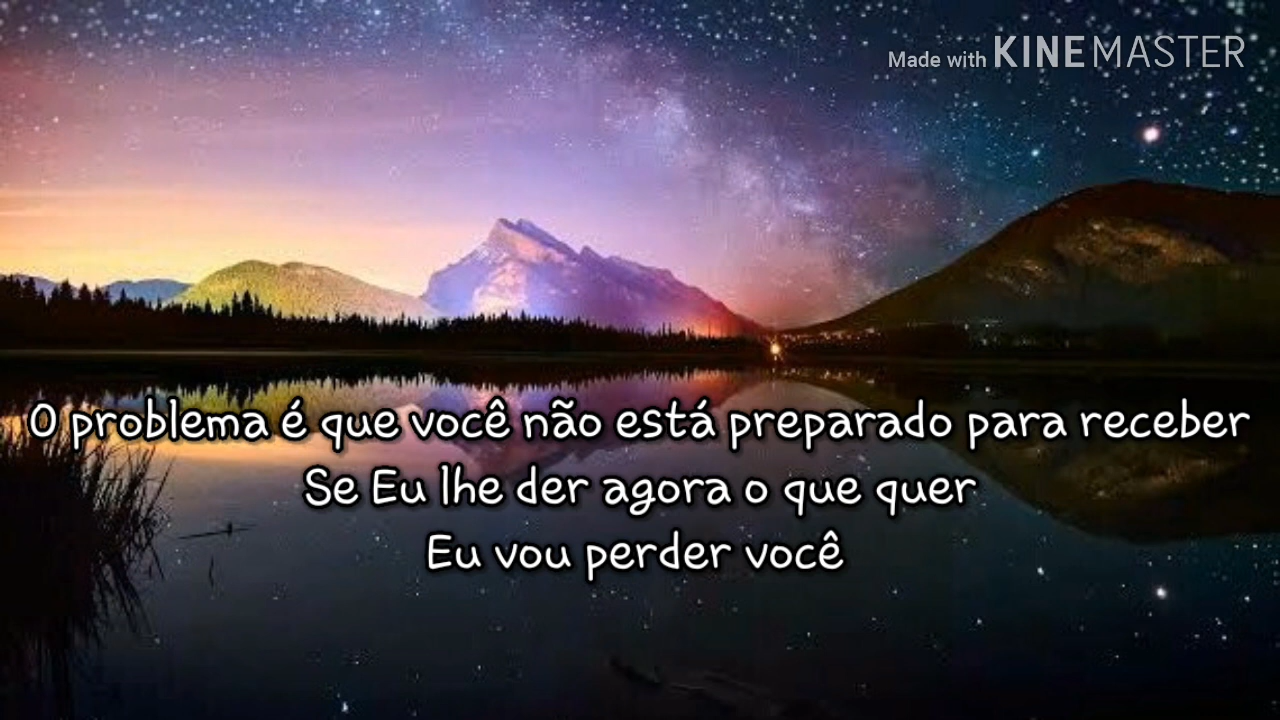 Made with KINEMASTER
O problema é que você não está preparado para receber
Se Eu lhe der agora o que quer
Eu vou perder você